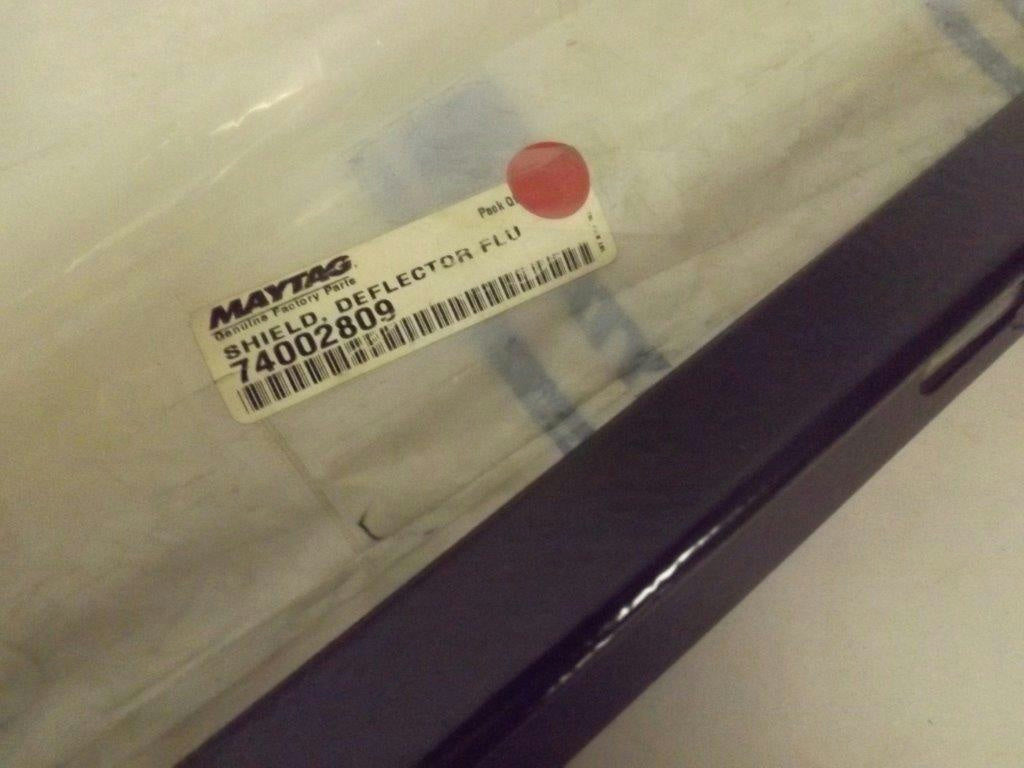 Pack
MAYTAG
Genuine Factory Parts
SHIELD, DEFLECTOR FLU
74002809